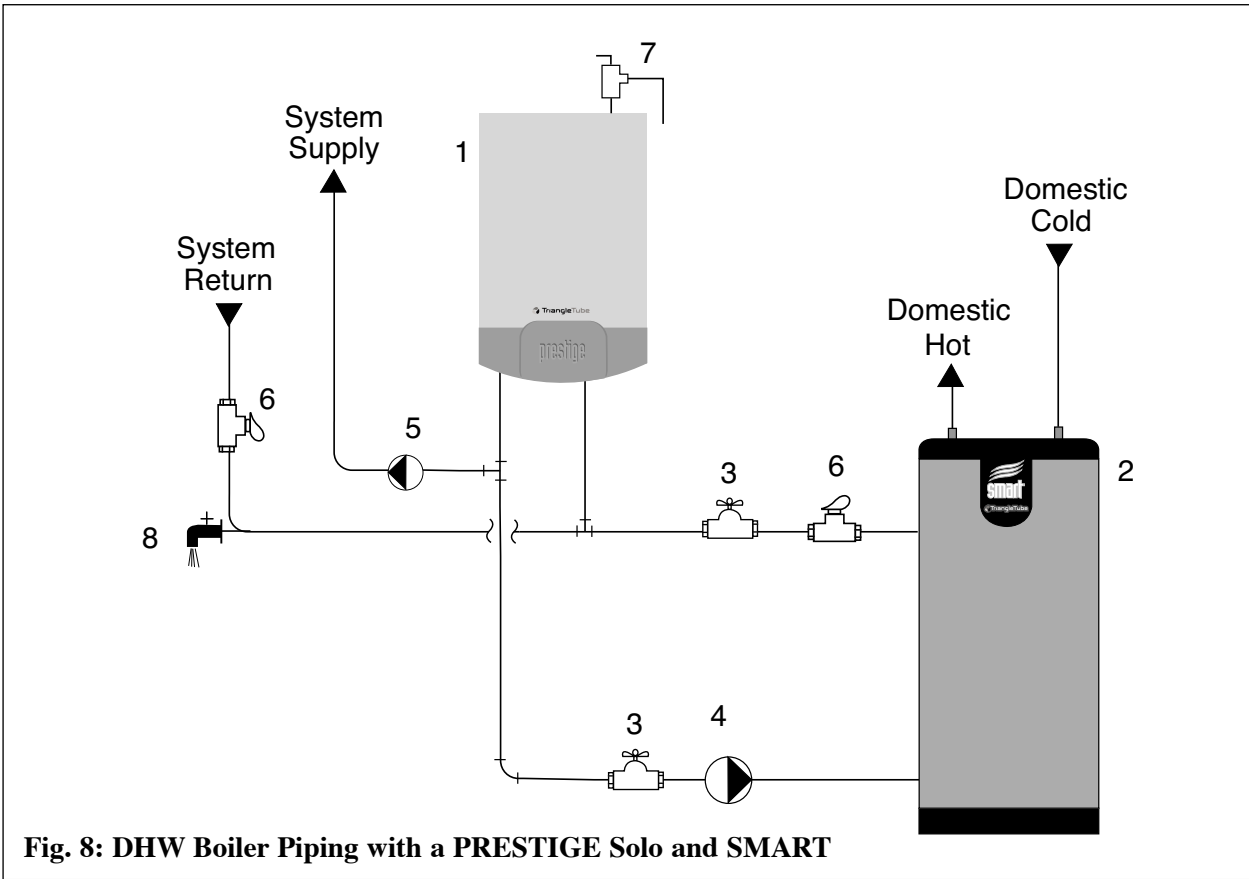 7
System
Supply
1
Domestic
Cold
System
Return
TriangleTube
prestige
Domestic
Hot
6
5
3
6
smart
TriangleTube
2
8
3
4
Fig. 8: DHW Boiler Piping with a PRESTIGE Solo and SMART